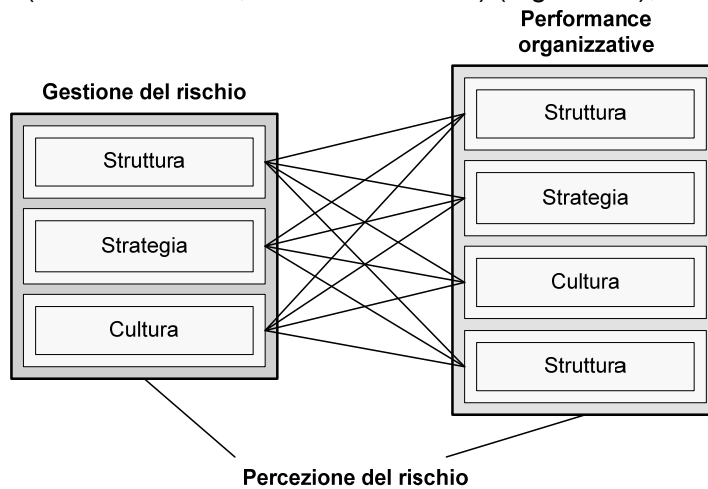 Performance
organizzative
Gestione del rischio
Struttura
Strategia
Cultura
Struttura
Strategia
Cultura
Struttura
Percezione del rischio